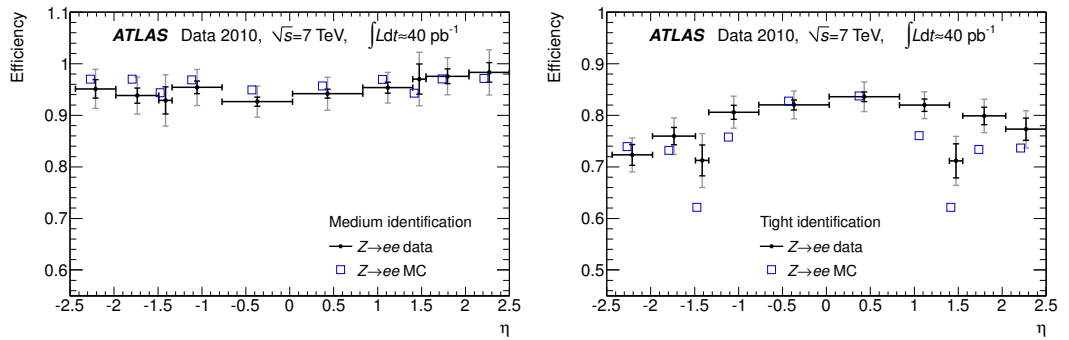 Efficiency
1.1
1
0.9
0.8
0.7
0.6
ATLAS Data 2010, √s=7 TeV, ∫Ldt≈40 pb⁻¹
Medium identification
Z→ee data
Z→ee MC
-2.5 -2 -1.5 -1 -0.5 0 0.5 1 1.5 2 2.5
η
Efficiency
1
0.9
0.8
0.7
0.6
0.5
ATLAS Data 2010, √s=7 TeV, ∫Ldt≈40 pb⁻¹
Tight identification
Z→ee data
Z→ee MC
-2.5 -2 -1.5 -1 -0.5 0 0.5 1 1.5 2 2.5
η